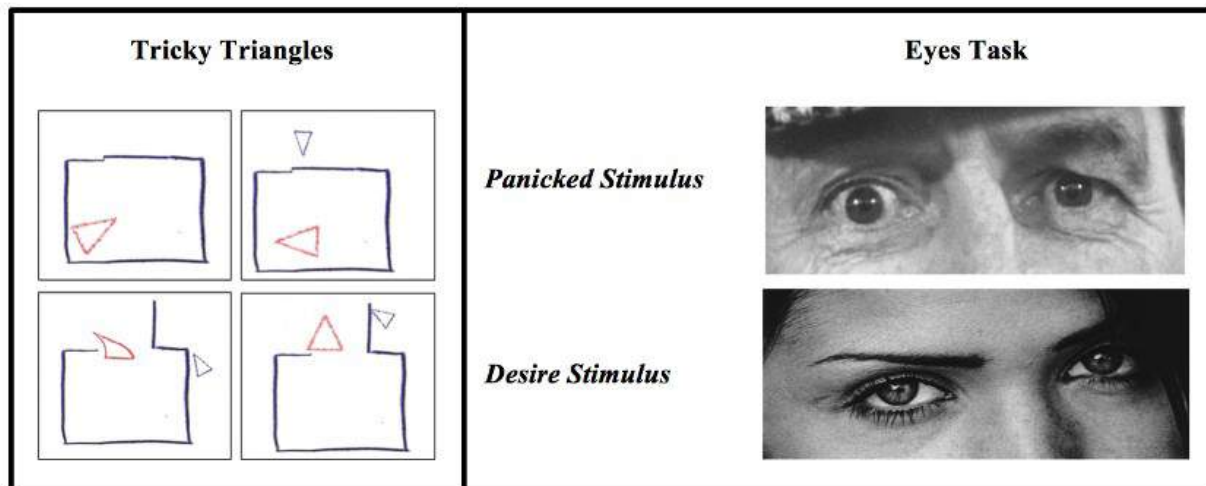 Tricky Triangles
Eyes Task
Panicked Stimulus
Desire Stimulus